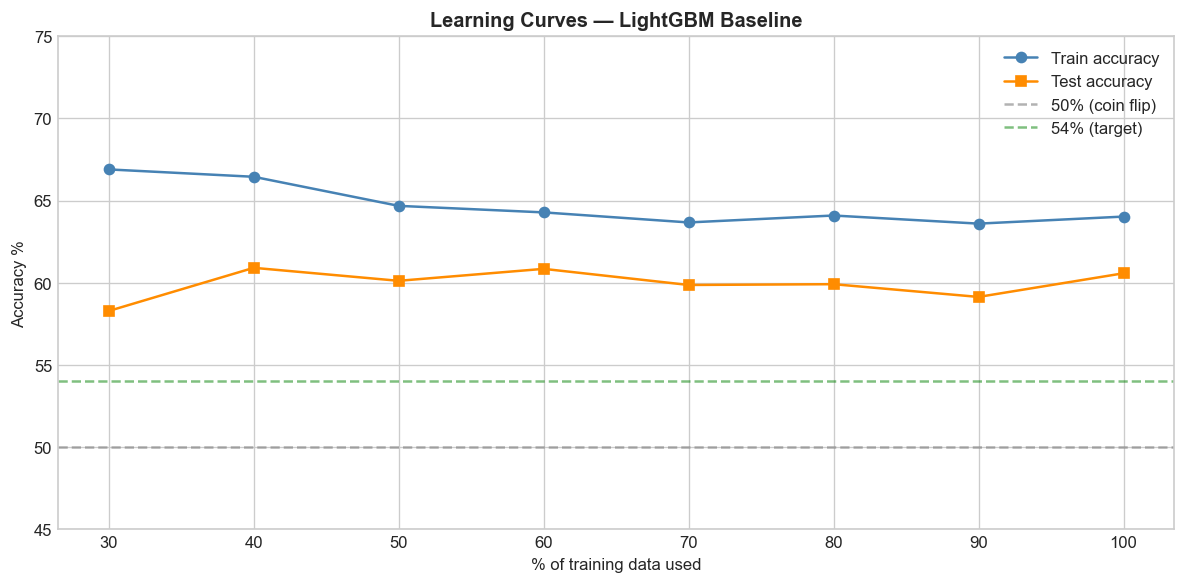 Learning Curves — LightGBM Baseline
Accuracy %
75
70
65
60
55
50
45
Train accuracy
Test accuracy
50% (coin flip)
54% (target)
30 40 50 60 70 80 90 100
% of training data used